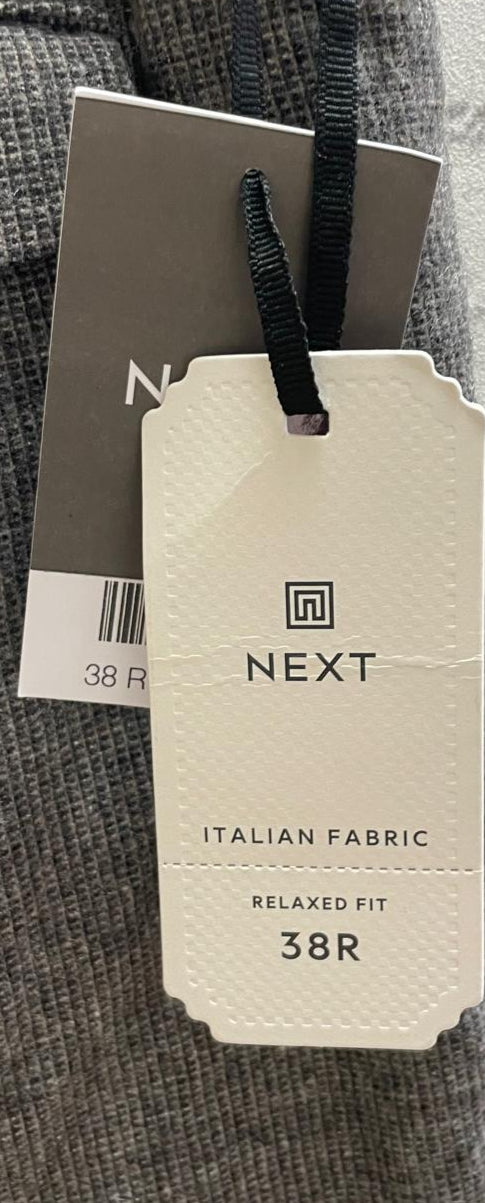 N
38 R
NEXT
ITALIAN FABRIC
RELAXED FIT
38R